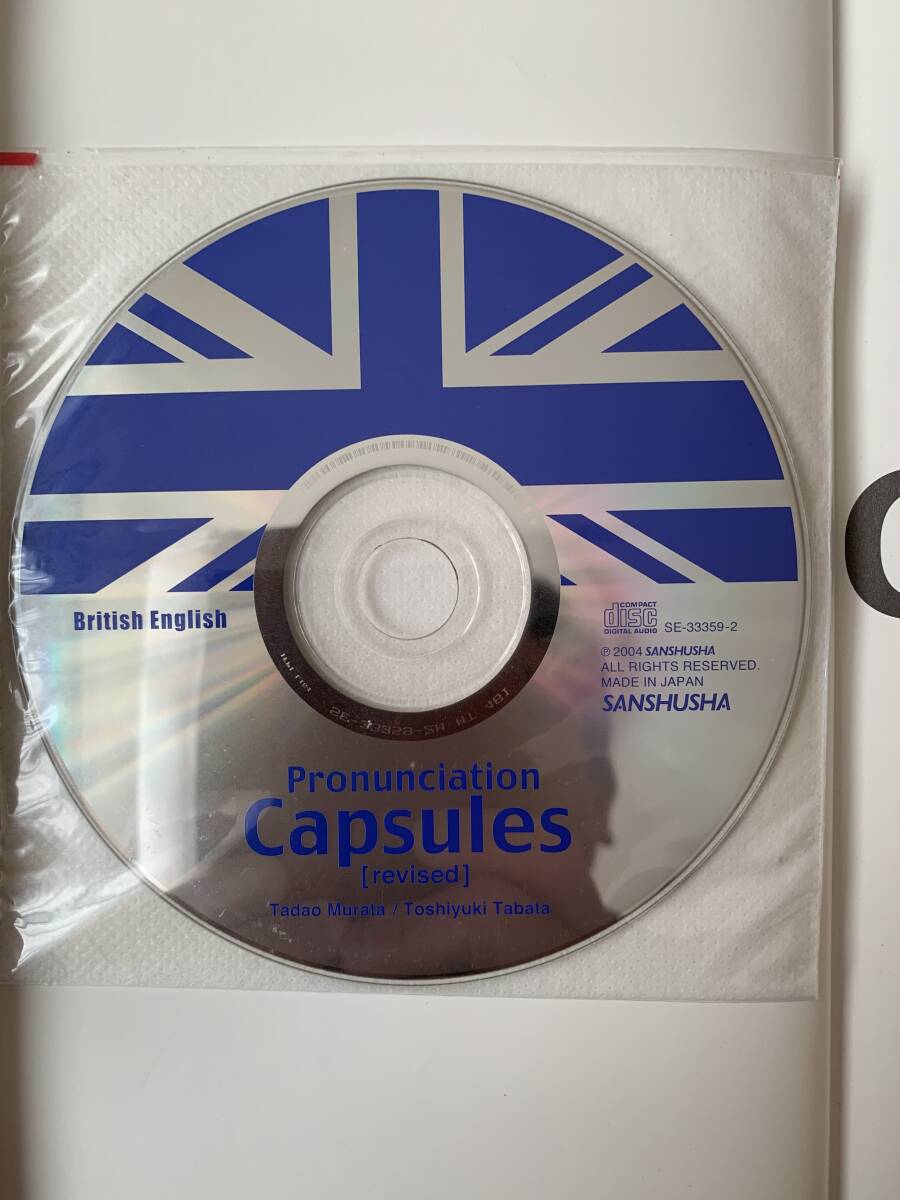 British English
COMPACT
disc
DIGITAL AUDIO
SE-33359-2
℗ 2004 SANSHUSHA
ALL RIGHTS RESERVED.
MADE IN JAPAN
SANSHUSHA
Pronunciation
Capsules
[revised]
Tadao Murata / Toshiyuki Tabata